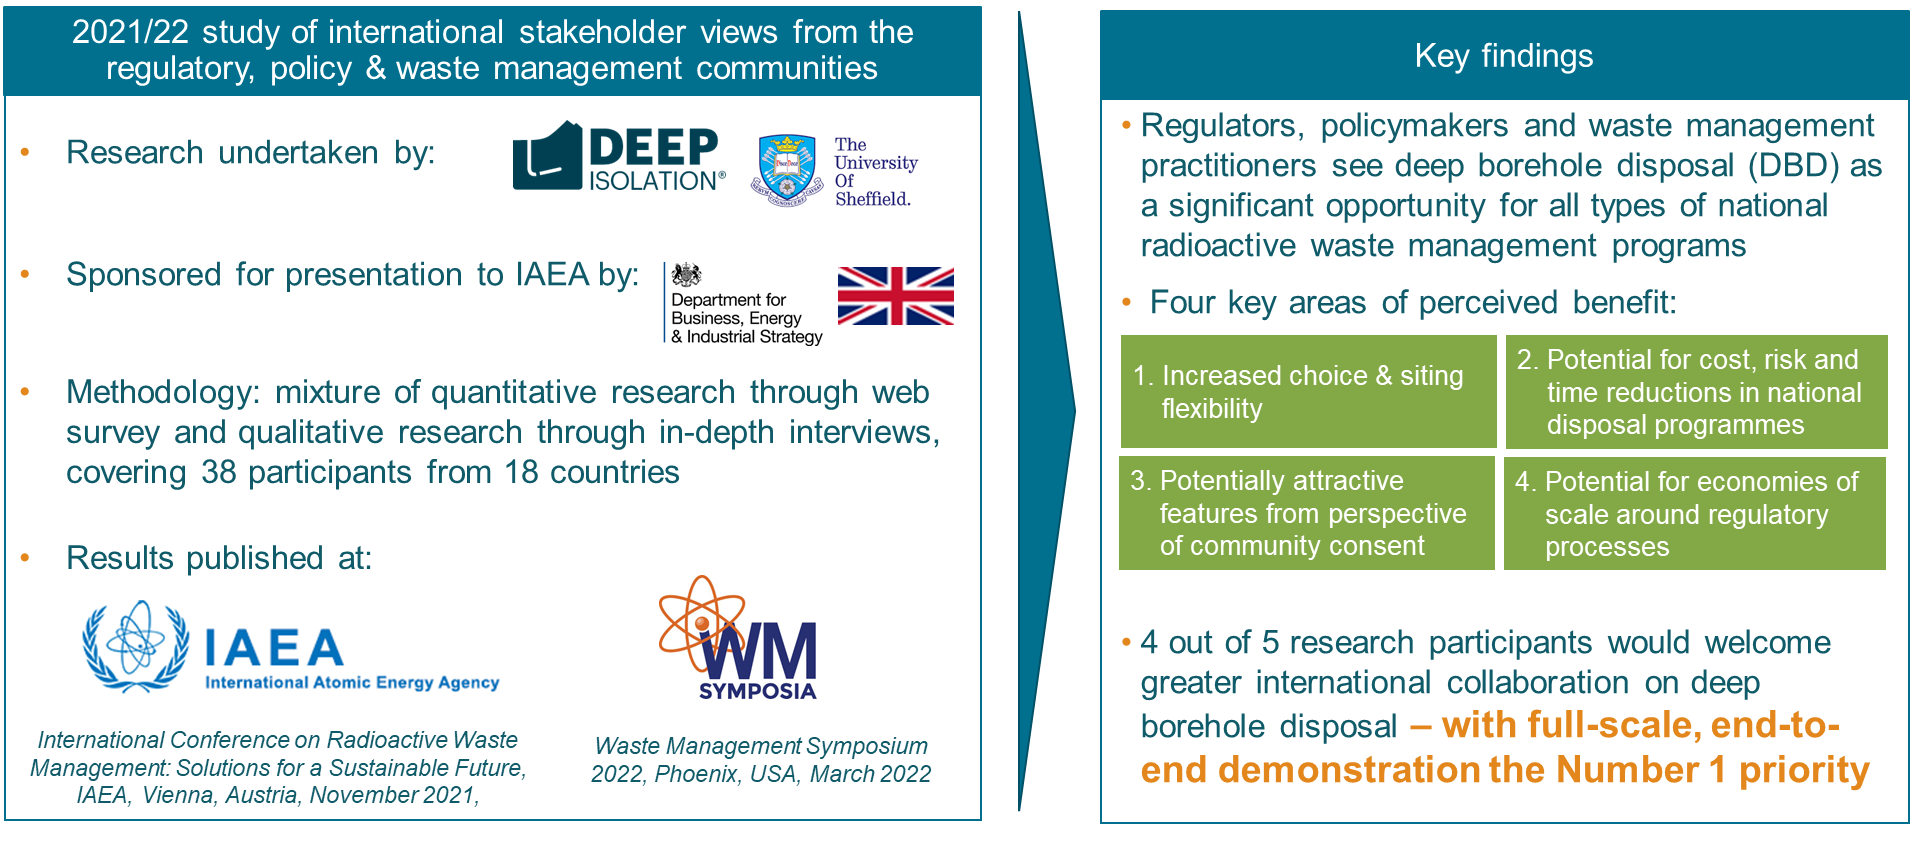 2021/22 study of international stakeholder views from the
regulatory, policy & waste management communities
• Research undertaken by:
DEEP
ISOLATION®
The
University
Of
Sheffield.
• Sponsored for presentation to IAEA by:
Department for
Business, Energy
& Industrial Strategy
• Methodology: mixture of quantitative research through web
survey and qualitative research through in-depth interviews,
covering 38 participants from 18 countries
• Results published at:
IAEA
International Atomic Energy Agency
WM
SYMPOSIA
International Conference on Radioactive Waste
Management: Solutions for a Sustainable Future,
IAEA, Vienna, Austria, November 2021,
Waste Management Symposium
2022, Phoenix, USA, March 2022
Key findings
• Regulators, policymakers and waste management
practitioners see deep borehole disposal (DBD) as
a significant opportunity for all types of national
radioactive waste management programs
• Four key areas of perceived benefit:
1. Increased choice & siting
flexibility
2. Potential for cost, risk and
time reductions in national
disposal programmes
3. Potentially attractive
features from perspective
of community consent
4. Potential for economies of
scale around regulatory
processes
• 4 out of 5 research participants would welcome
greater international collaboration on deep
borehole disposal – with full-scale, end-to-
end demonstration the Number 1 priority